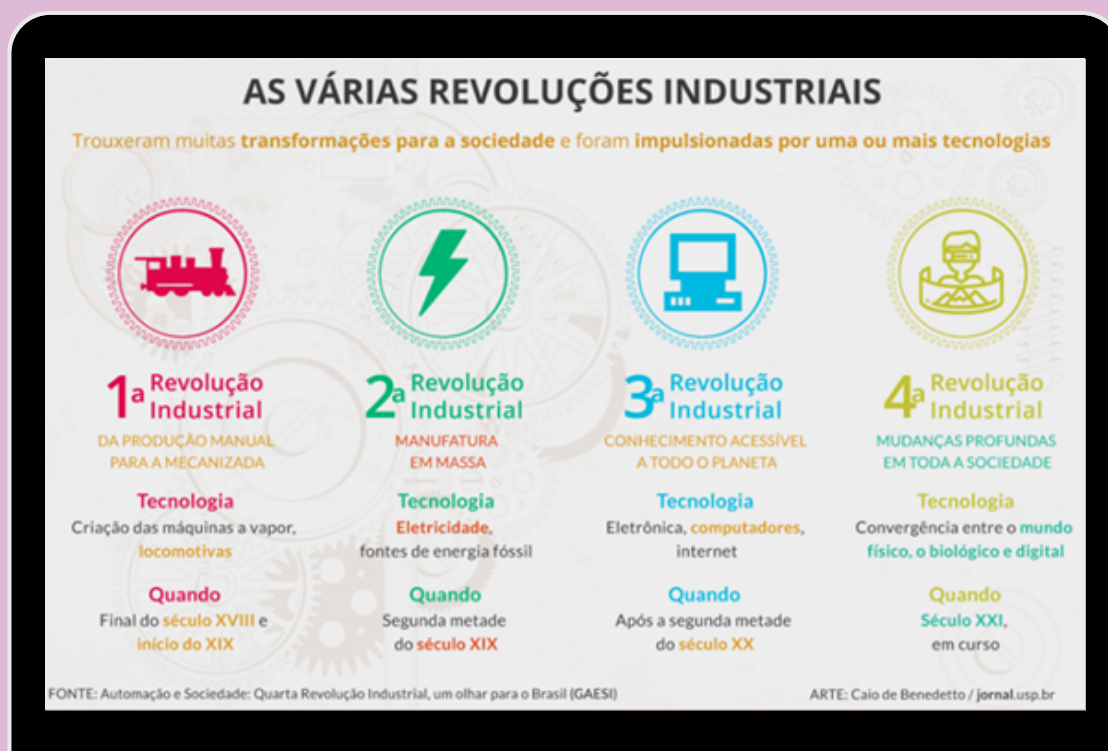 AS VÁRIAS REVOLUÇÕES INDUSTRIAIS
Trouxeram muitas transformações para a sociedade e foram impulsionadas por uma ou mais tecnologias
1ª Revolução
Industrial
DA PRODUÇÃO MANUAL
PARA A MECANIZADA
Tecnologia
Criação das máquinas a vapor,
locomotivas
Quando
Final do século XVIII e
início do XIX
2ª Revolução
Industrial
MANUFATURA
EM MASSA
Tecnologia
Eletricidade,
fontes de energia fóssil
Quando
Segunda metade
do século XIX
3ª Revolução
Industrial
CONHECIMENTO ACESSÍVEL
A TODO O PLANETA
Tecnologia
Eletrônica, computadores,
internet
Quando
Após a segunda metade
do século XX
4ª Revolução
Industrial
MUDANÇAS PROFUNDAS
EM TODA A SOCIEDADE
Tecnologia
Convergência entre o mundo
físico, o biológico e digital
Quando
Século XXI,
em curso
FONTE: Automação e Sociedade: Quarta Revolução Industrial, um olhar para o Brasil (GAESI)
ARTE: Caio de Benedetto / jornal.usp.br